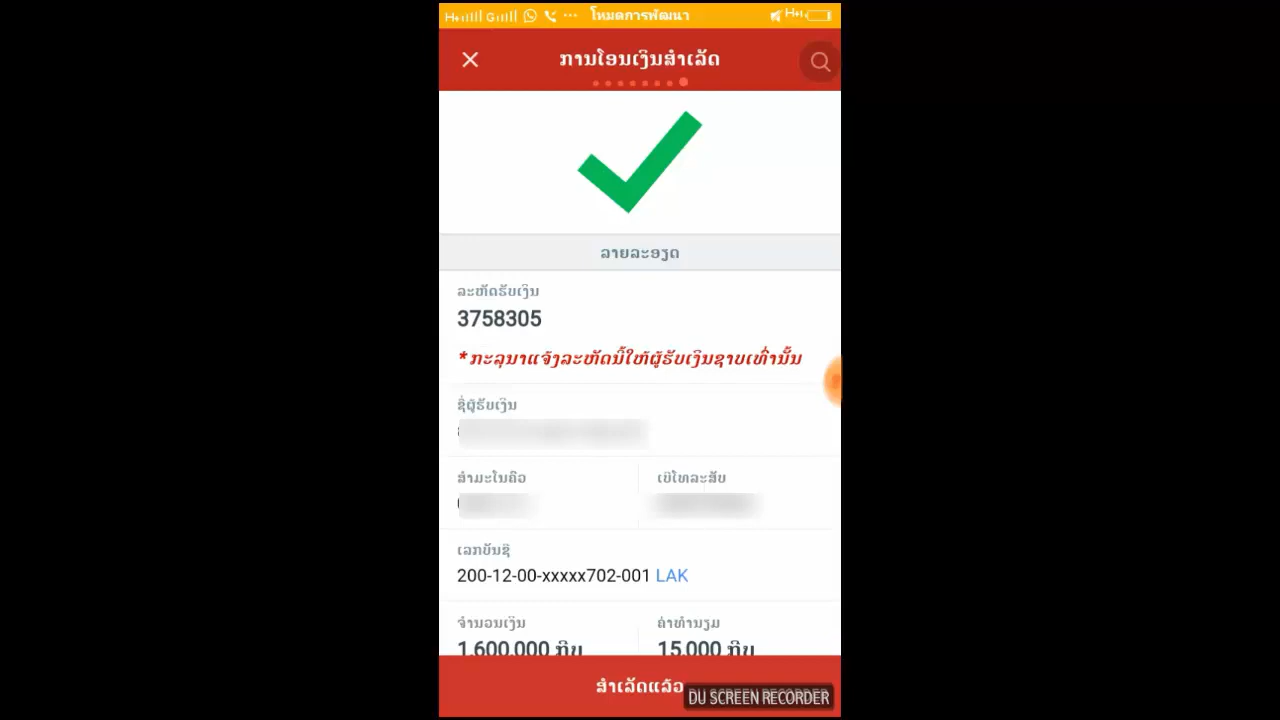 ໂໝດການພັດທະນາ
ການໂອນເງິນສຳເລັດ
ລາຍລະອຽດ
ລະຫັດຮັບເງິນ
3758305
* ກະລຸນາແຈ້ງລະຫັດນີ້ໃຫ້ຜູ້ຮັບເງິນຊາບເທົ່ານັ້ນ
ຊື່ຜູ້ຮັບເງິນ
ສຳມະໂນຄົວ ເບີໂທລະສັບ
ເລກບັນຊີ
200-12-00-xxxxx702-001 LAK
ຈຳນວນເງິນ ຄ່າທຳນຽມ
1,600,000 ກີບ 15,000 ກີບ
ສຳເລັດແລ້ວ
DU SCREEN RECORDER